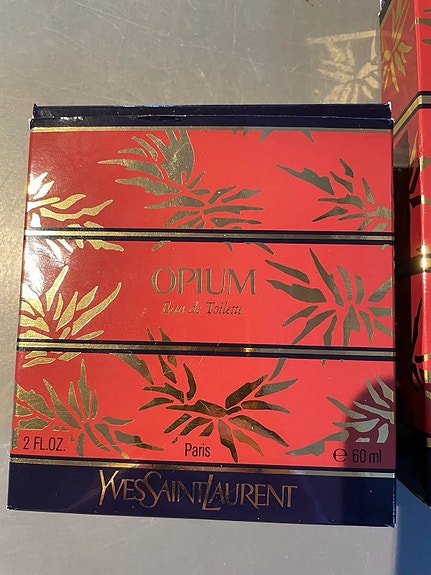 OPIUM
Eau de Toilette
2 FL.OZ. Paris ℮ 60 ml
YVESSAINTLAURENT